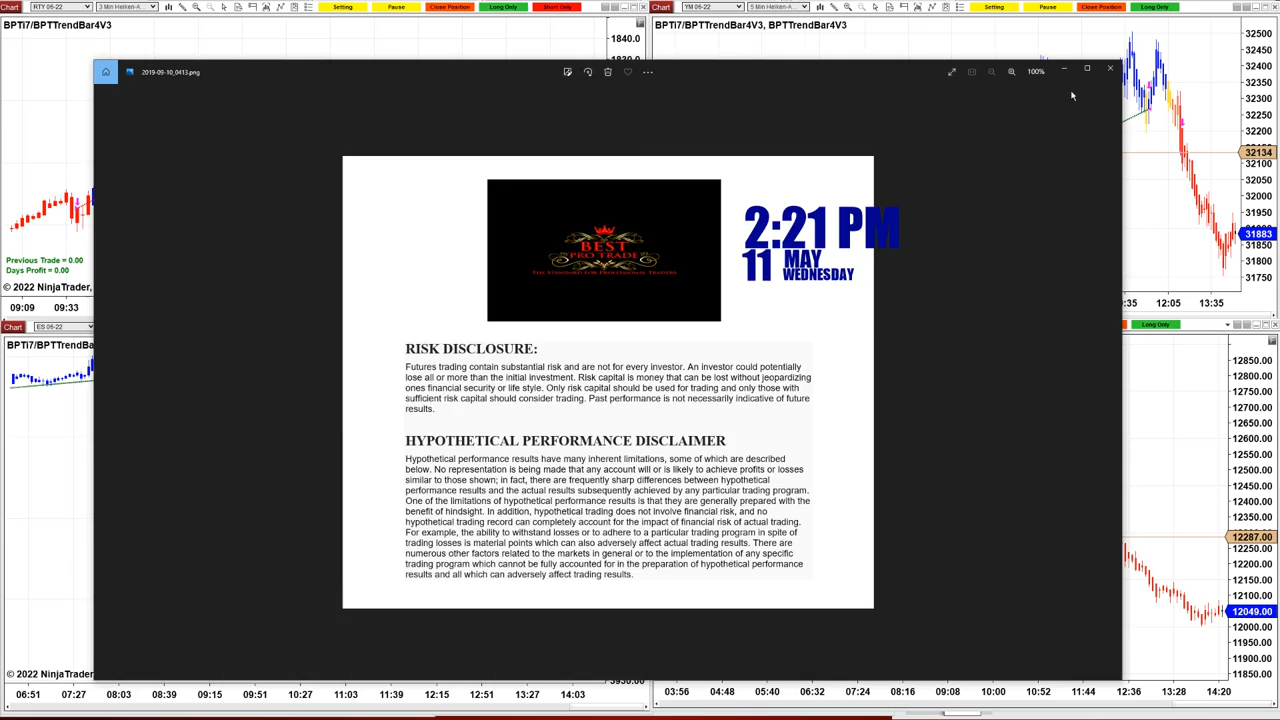 Chart
RTY 06-22
3 Min Heiken-A...
Setting
Pause
Close Position
Long Only
Short Only
Chart
YM 06-22
5 Min Heiken-A...
Setting
Pause
Close Position
Long Only
BPTi7/BPTTrendBar4V3
1840.0
BPTi7/BPTTrendBar4V3, BPTTrendBar4V3
32500
32450
32400
32350
32300
32250
32200
32134
32100
32050
32000
31950
31900
31883
31850
31800
31750
2019-09-10_0413.png
100%
BEST
PRO TRADE
THE STANDARD FOR PROFESSIONAL TRADERS
2:21 PM
11 MAY
WEDNESDAY
RISK DISCLOSURE:
Futures trading contain substantial risk and are not for every investor. An investor could potentially
lose all or more than the initial investment. Risk capital is money that can be lost without jeopardizing
ones financial security or life style. Only risk capital should be used for trading and only those with
sufficient risk capital should consider trading. Past performance is not necessarily indicative of future
results.
HYPOTHETICAL PERFORMANCE DISCLAIMER
Hypothetical performance results have many inherent limitations, some of which are described
below. No representation is being made that any account will or is likely to achieve profits or losses
similar to those shown; in fact, there are frequently sharp differences between hypothetical
performance results and the actual results subsequently achieved by any particular trading program.
One of the limitations of hypothetical performance results is that they are generally prepared with the
benefit of hindsight. In addition, hypothetical trading does not involve financial risk, and no
hypothetical trading record can completely account for the impact of financial risk of actual trading.
For example, the ability to withstand losses or to adhere to a particular trading program in spite of
trading losses is material points which can also adversely affect actual trading results. There are
numerous other factors related to the markets in general or to the implementation of any specific
trading program which cannot be fully accounted for in the preparation of hypothetical performance
results and all which can adversely affect trading results.
Previous Trade = 0.00
Days Profit = 0.00
© 2022 NinjaTrader,
09:09 09:33
:35 12:05 13:35
Chart
ES 06-22
Long Only
BPTi7/BPTTrendBar
12850.00
12800.00
12750.00
12700.00
12650.00
12600.00
12550.00
12500.00
12450.00
12400.00
12350.00
12287.00
12250.00
12200.00
12150.00
12100.00
12049.00
12000.00
11950.00
11900.00
11850.00
© 2022 NinjaTrader
06:51 07:27 08:03 08:39 09:15 09:51 10:27 11:03 11:39 12:15 12:51 13:27 14:03
3:56 04:48 05:40 06:32 07:24 08:16 09:08 10:00 10:52 11:44 12:36 13:28 14:20